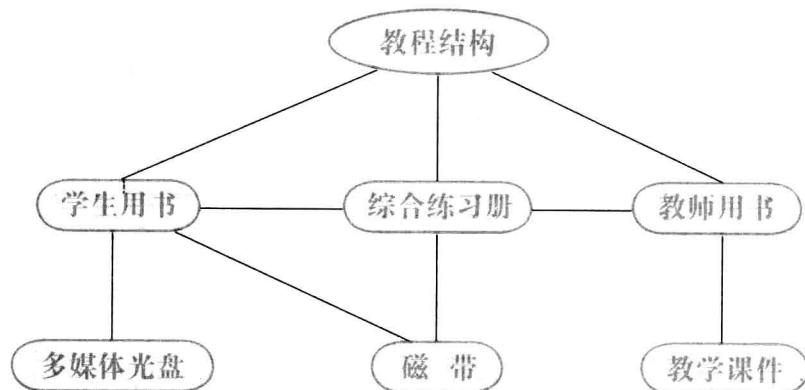 教程结构
学生用书
综合练习册
教师用书
多媒体光盘
磁 带
教学课件